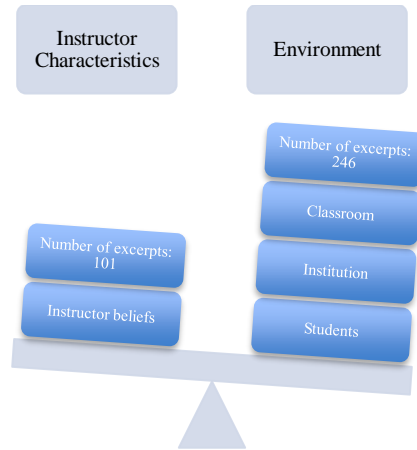 Instructor
Characteristics
Environment
Number of excerpts:
101
Instructor beliefs
Number of excerpts:
246
Classroom
Institution
Students